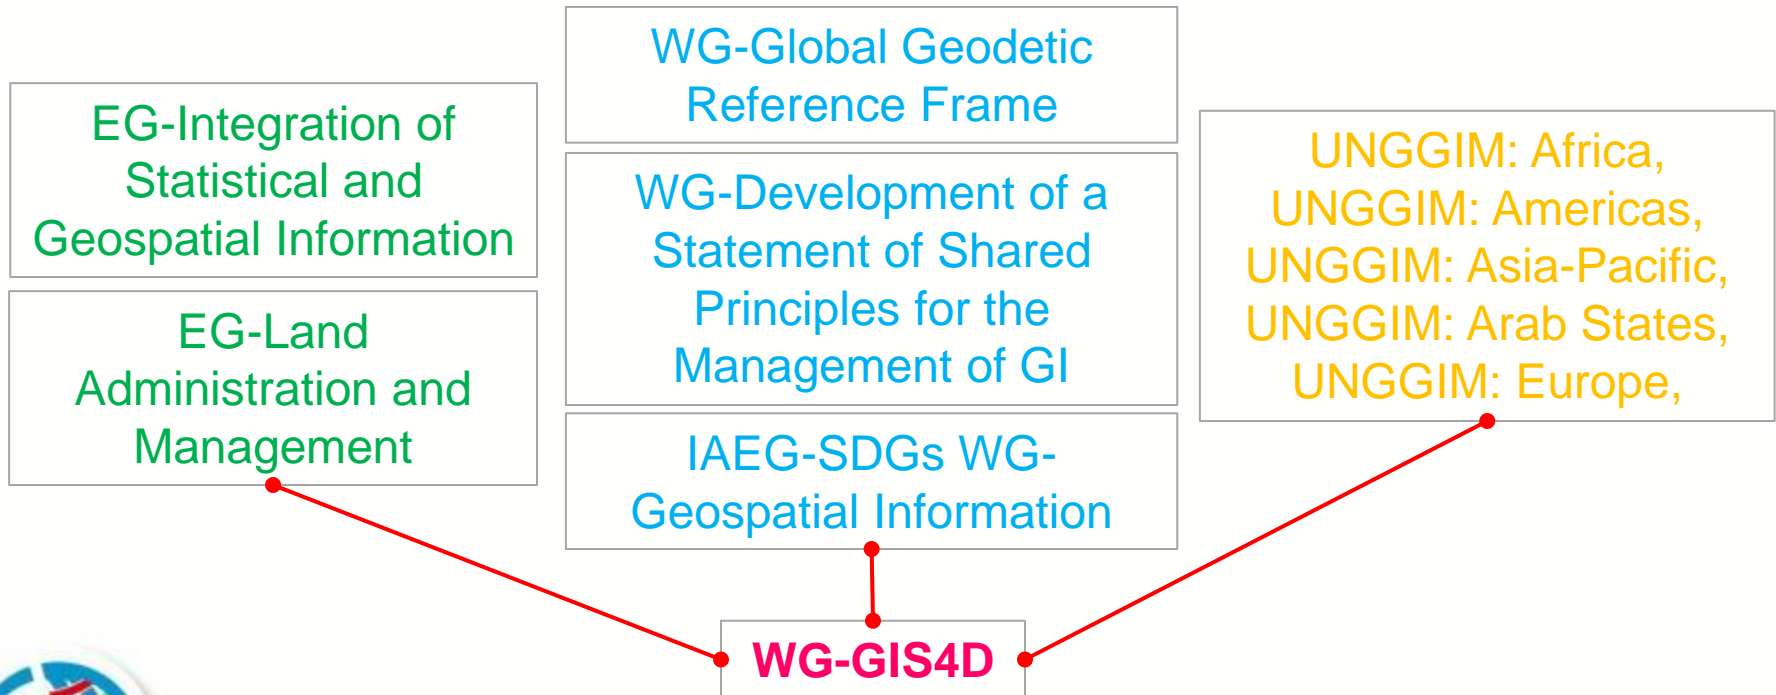 EG-Integration of
Statistical and
Geospatial Information
EG-Land
Administration and
Management
WG-Global Geodetic
Reference Frame
WG-Development of a
Statement of Shared
Principles for the
Management of GI
IAEG-SDGs WG-
Geospatial Information
UNGGIM: Africa,
UNGGIM: Americas,
UNGGIM: Asia-Pacific,
UNGGIM: Arab States,
UNGGIM: Europe,
WG-GIS4D